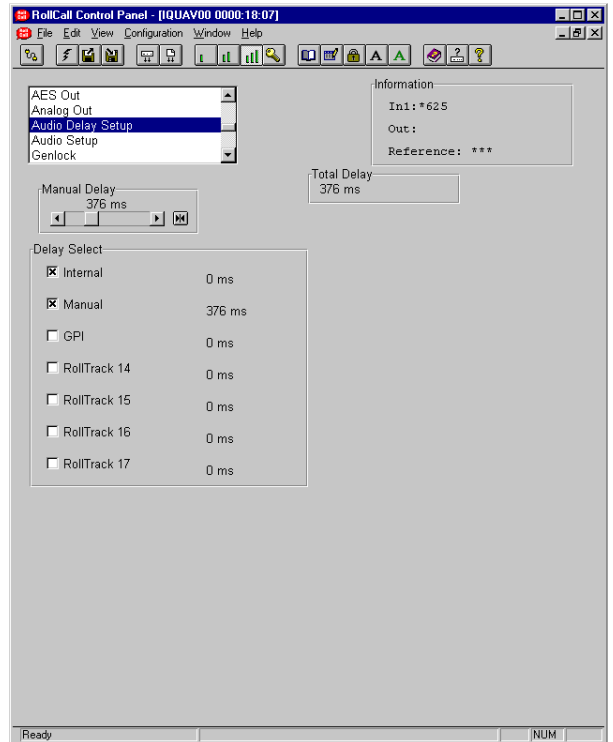 RollCall Control Panel - [IQUAV00 0000:18:07]
File Edit View Configuration Window Help
A A
AES Out
Analog Out
Audio Delay Setup
Audio Setup
Genlock
Information
In1:*625
Out:
Reference: ***
Manual Delay
376 ms
Total Delay
376 ms
Delay Select
Internal 0 ms
Manual 376 ms
GPI 0 ms
RollTrack 14 0 ms
RollTrack 15 0 ms
RollTrack 16 0 ms
RollTrack 17 0 ms
Ready NUM